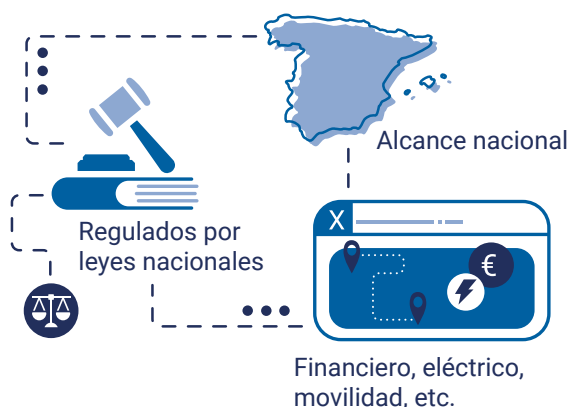 Alcance nacional
Regulados por
leyes nacionales
X
€
Financiero, eléctrico,
movilidad, etc.